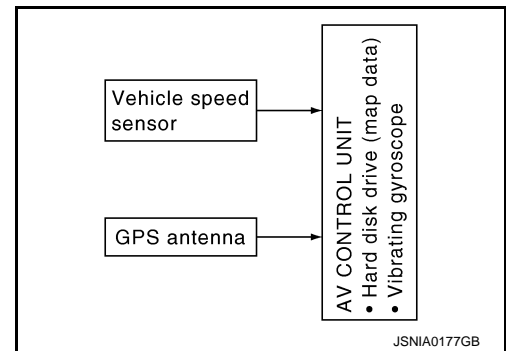 Vehicle speed
sensor
GPS antenna
AV CONTROL UNIT
• Hard disk drive (map data)
• Vibrating gyroscope
JSNIA0177GB